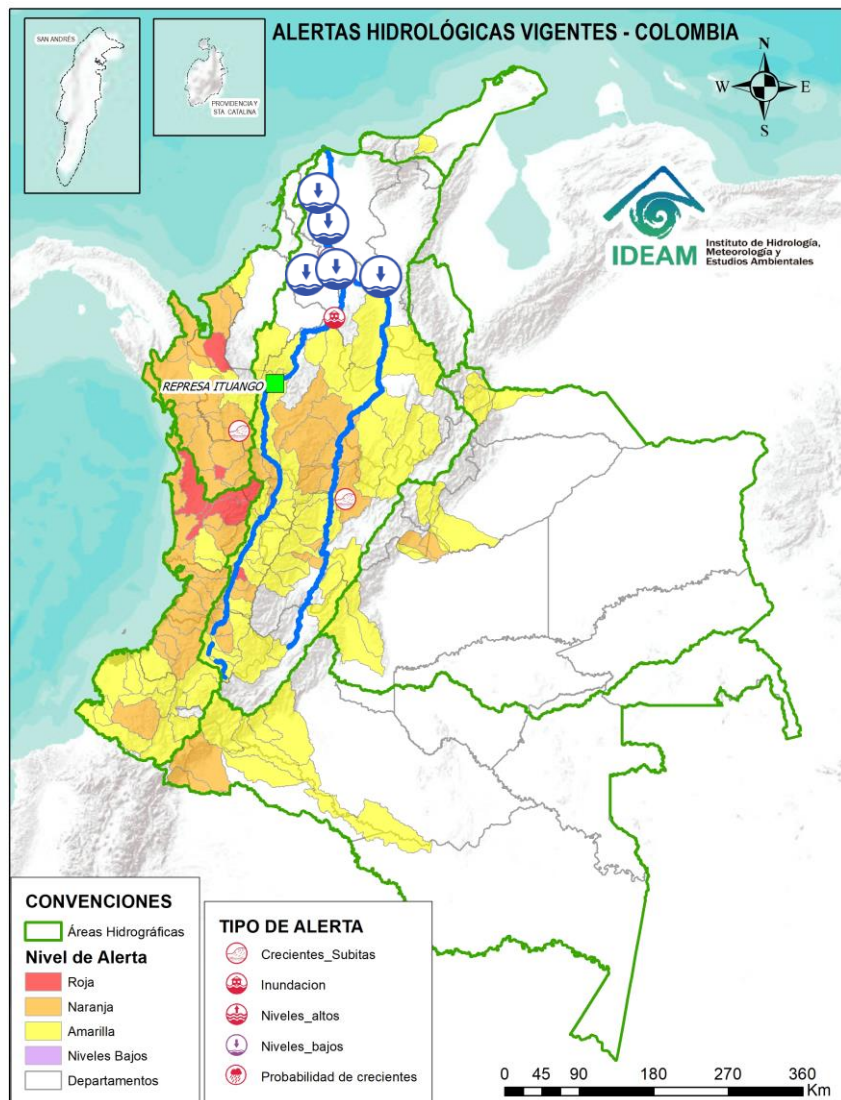 ALERTAS HIDROLÓGICAS VIGENTES - COLOMBIA
SAN ANDRÉS
PROVIDENCIA Y
STA. CATALINA
N
W
E
S
IDEAM
Instituto de Hidrología,
Meteorología y
Estudios Ambientales
REPRESA ITUANGO
CONVENCIONES
Áreas Hidrográficas
Nivel de Alerta
Roja
Naranja
Amarilla
Niveles Bajos
Departamentos
TIPO DE ALERTA
Crecientes_Subitas
Inundacion
Niveles_altos
Niveles_bajos
Probabilidad de crecientes
0 45 90 180 270 360
Km